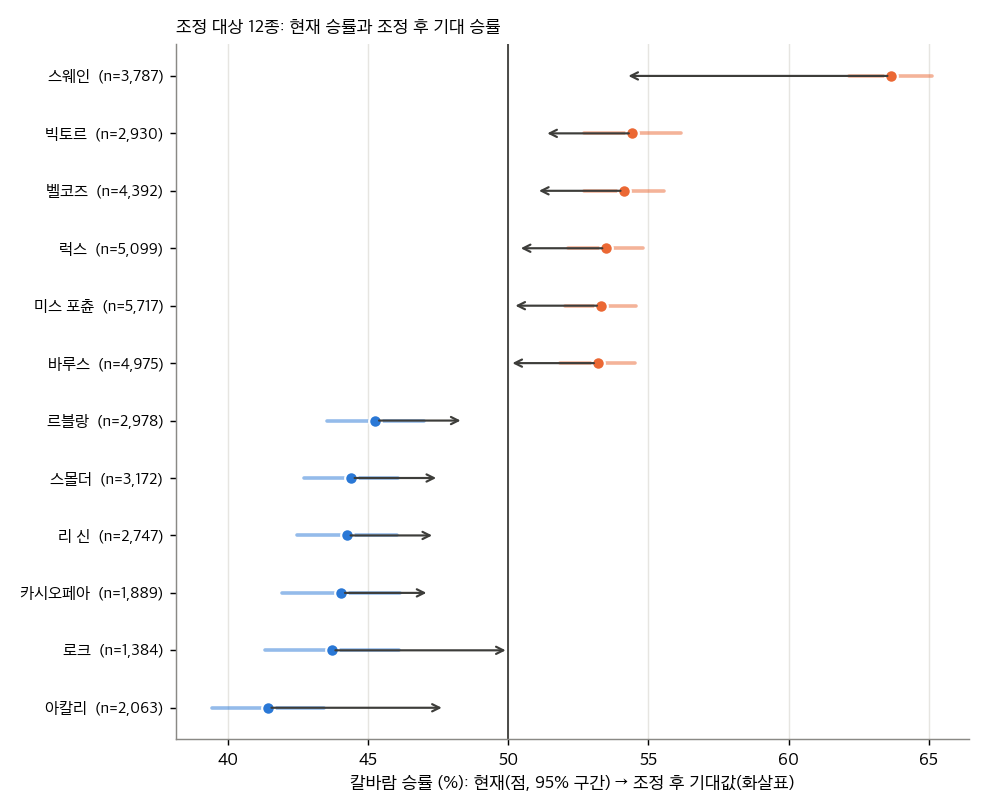 조정 대상 12종: 현재 승률과 조정 후 기대 승률
스웨인 (n=3,787)
빅토르 (n=2,930)
벨코즈 (n=4,392)
럭스 (n=5,099)
미스 포츈 (n=5,717)
바루스 (n=4,975)
르블랑 (n=2,978)
스몰더 (n=3,172)
리 신 (n=2,747)
카시오페아 (n=1,889)
로크 (n=1,384)
아칼리 (n=2,063)
40 45 50 55 60 65
칼바람 승률 (%): 현재(점, 95% 구간) → 조정 후 기대값(화살표)